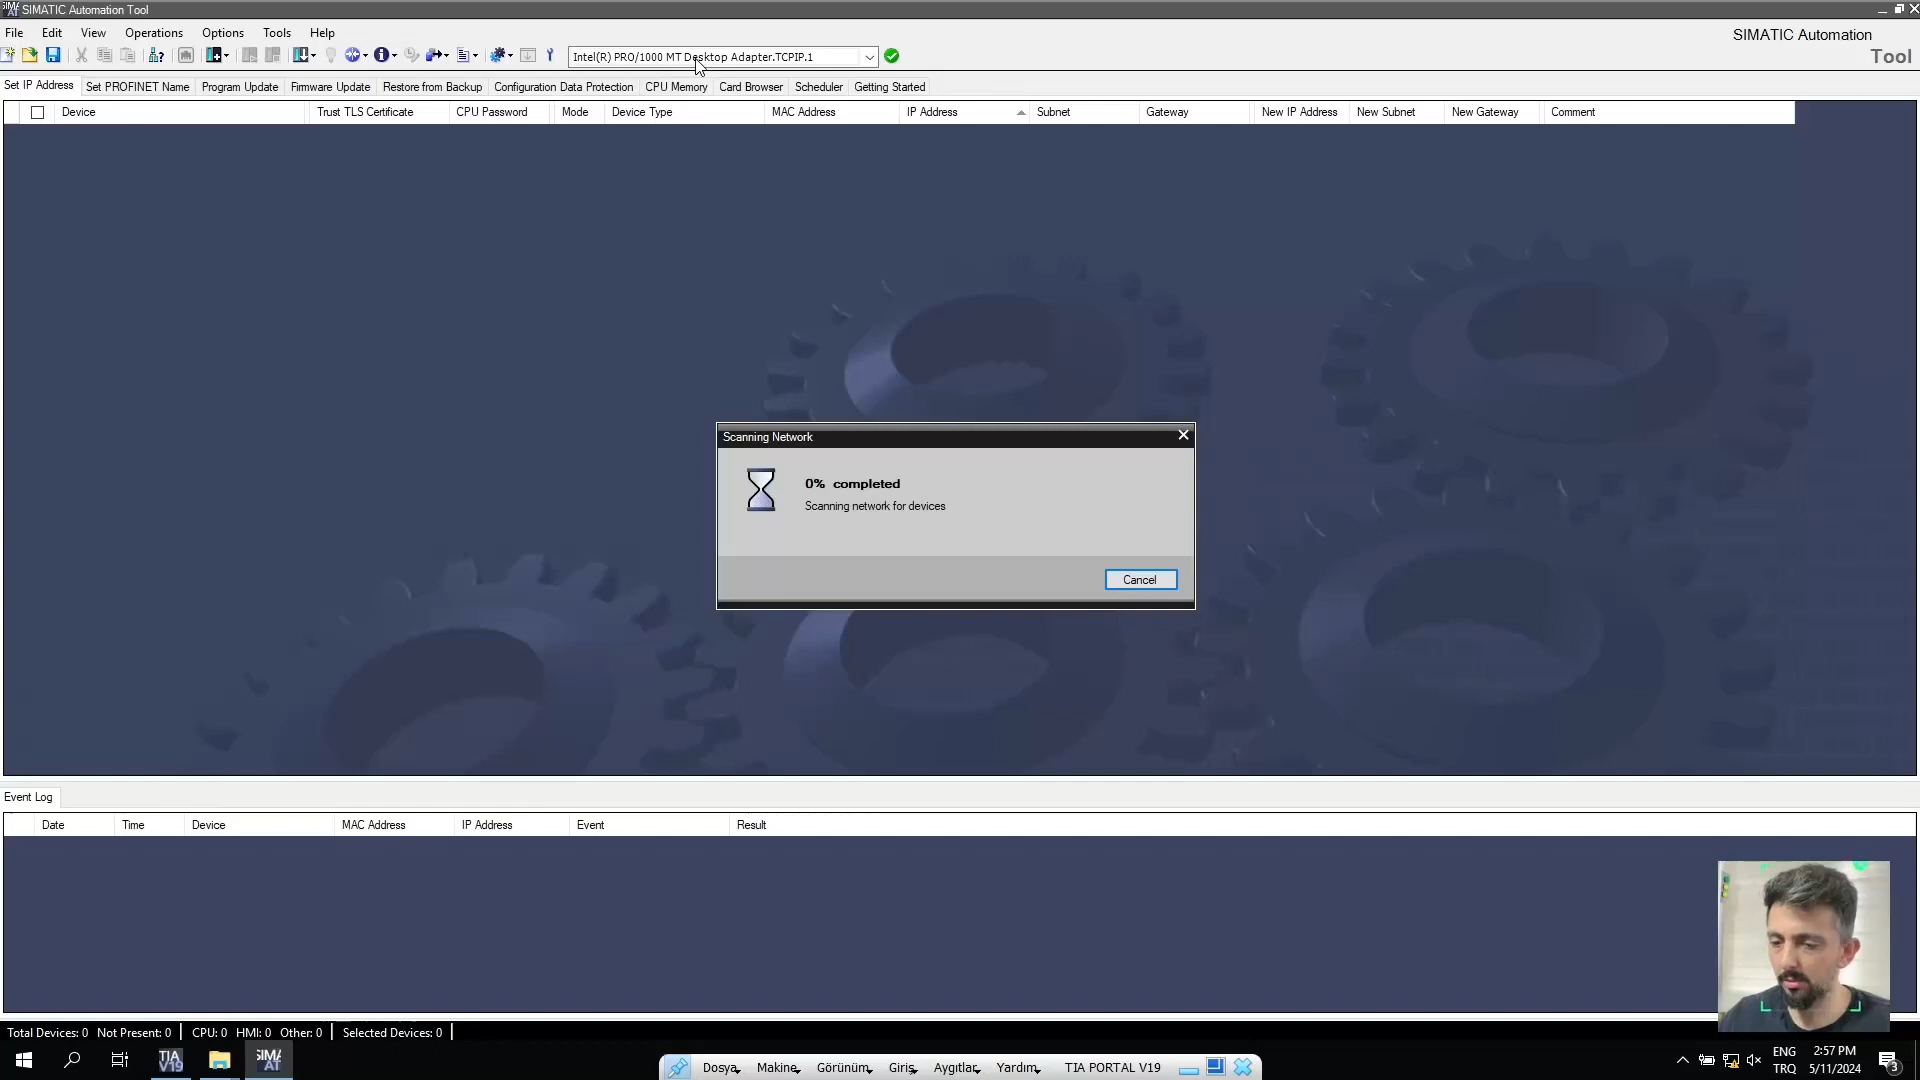 SIMATIC Automation Tool
File Edit View Operations Options Tools Help
SIMATIC Automation
Tool
Intel(R) PRO/1000 MT Desktop Adapter.TCPIP.1
Set IP Address Set PROFINET Name Program Update Firmware Update Restore from Backup Configuration Data Protection CPU Memory Card Browser Scheduler Getting Started
Device Trust TLS Certificate CPU Password Mode Device Type MAC Address IP Address Subnet Gateway New IP Address New Subnet New Gateway Comment
Scanning Network
0% completed
Scanning network for devices
Cancel
Event Log
Date Time Device MAC Address IP Address Event Result
Total Devices: 0 Not Present: 0 CPU: 0 HMI: 0 Other: 0 Selected Devices: 0
TIA V19
SIM AT
Dosya Makine Görünüm Giriş Aygıtlar Yardım TIA PORTAL V19
ENG 2:57 PM
TRQ 5/11/2024
3